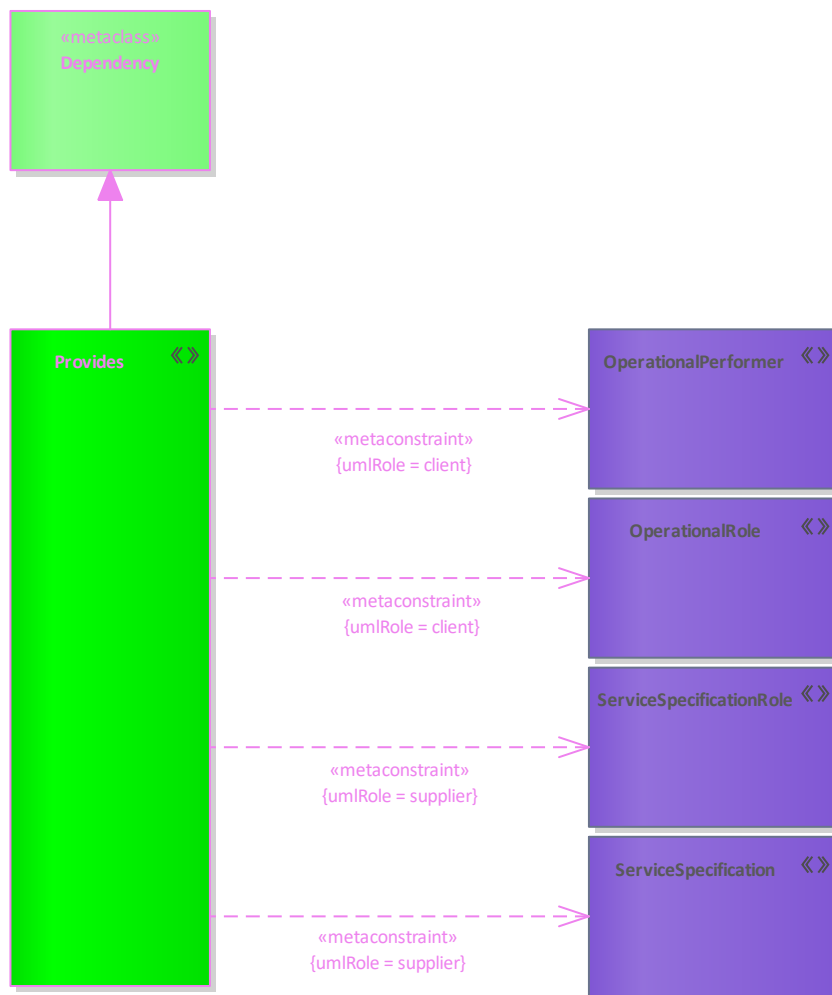 «metaclass»
Dependency
Provides
«»
OperationalPerformer
«»
«metaconstraint»
{umlRole = client}
OperationalRole
«»
«metaconstraint»
{umlRole = client}
ServiceSpecificationRole
«»
«metaconstraint»
{umlRole = supplier}
ServiceSpecification
«»
«metaconstraint»
{umlRole = supplier}